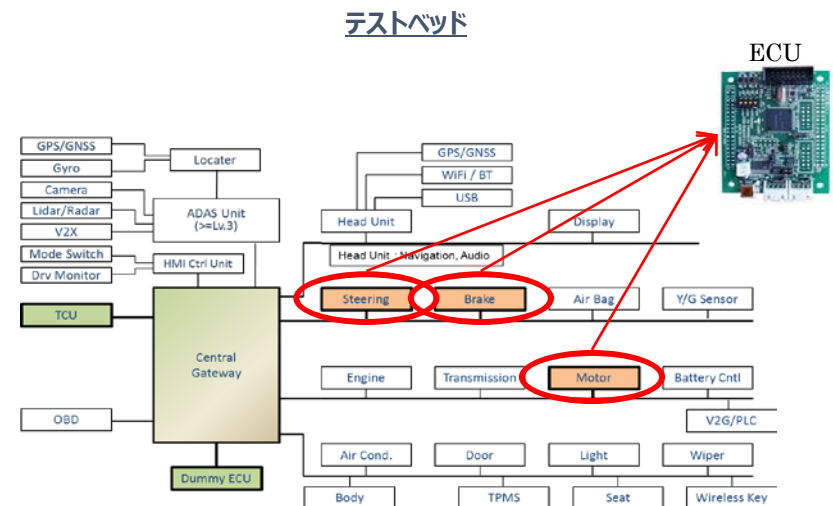 テストベッド
ECU
GPS/GNSS
Gyro
Camera
Lidar/Radar
V2X
Mode Switch
Drv Monitor
Locater
ADAS Unit
(>=Lv.3)
HMI Ctrl Unit
GPS/GNSS
WiFi / BT
USB
Head Unit
Display
Head Unit : Navigation, Audio
TCU
Steering
Brake
Air Bag
Y/G Sensor
Central
Gateway
Engine
Transmission
Motor
Battery Cntl
OBD
V2G/PLC
Air Cond.
Door
Light
Wiper
Dummy ECU
Body
TPMS
Seat
Wireless Key